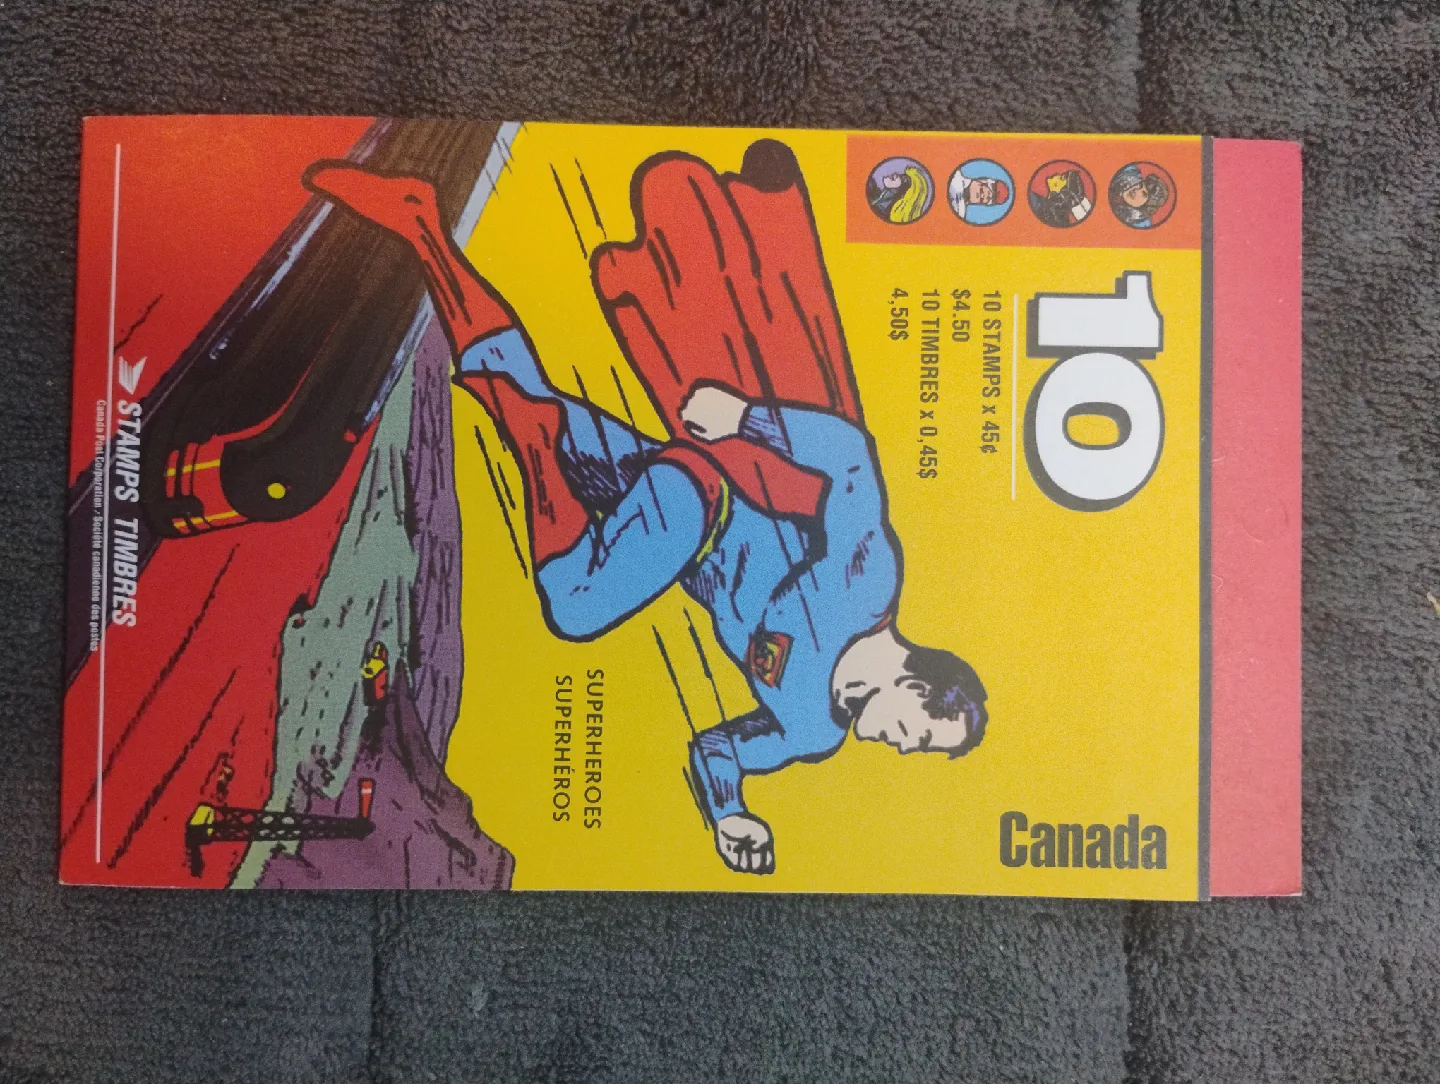 Canada
10
10 STAMPS x 45¢
$4.50
10 TIMBRES x 0,45$
4,50$
SUPERHEROES
SUPERHÉROS
STAMPS TIMBRES
Canada Post Corporation / Société canadienne des postes